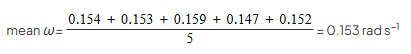 mean ω = (0.154 + 0.153 + 0.159 + 0.147 + 0.152) / 5 = 0.153 rad s⁻¹